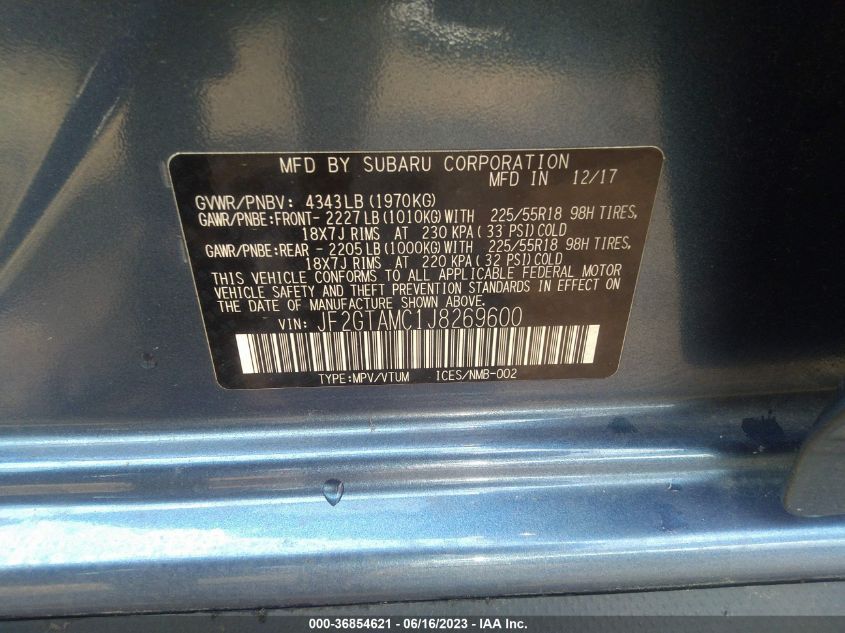 MFD BY SUBARU CORPORATION
MFD IN 12/17
GVWR/PNBV: 4343LB (1970KG)
GAWR/PNBE:FRONT- 2227LB (1010KG) WITH 225/55R18 98H TIRES,
18X7J RIMS AT 230 KPA ( 33 PSI) COLD
GAWR/PNBE:REAR - 2205LB (1000KG) WITH 225/55R18 98H TIRES,
18X7J RIMS AT 220 KPA ( 32 PSI) COLD
THIS VEHICLE CONFORMS TO ALL APPLICABLE FEDERAL MOTOR
VEHICLE SAFETY AND THEFT PREVENTION STANDARDS IN EFFECT ON
THE DATE OF MANUFACTURE SHOWN ABOVE.
VIN: JF2GTAMC1J8269600
TYPE:MPV/VTUM ICES/NMB-002
000-36854621 - 06/16/2023 - www.iaai.com - Copyright IAA, Inc.